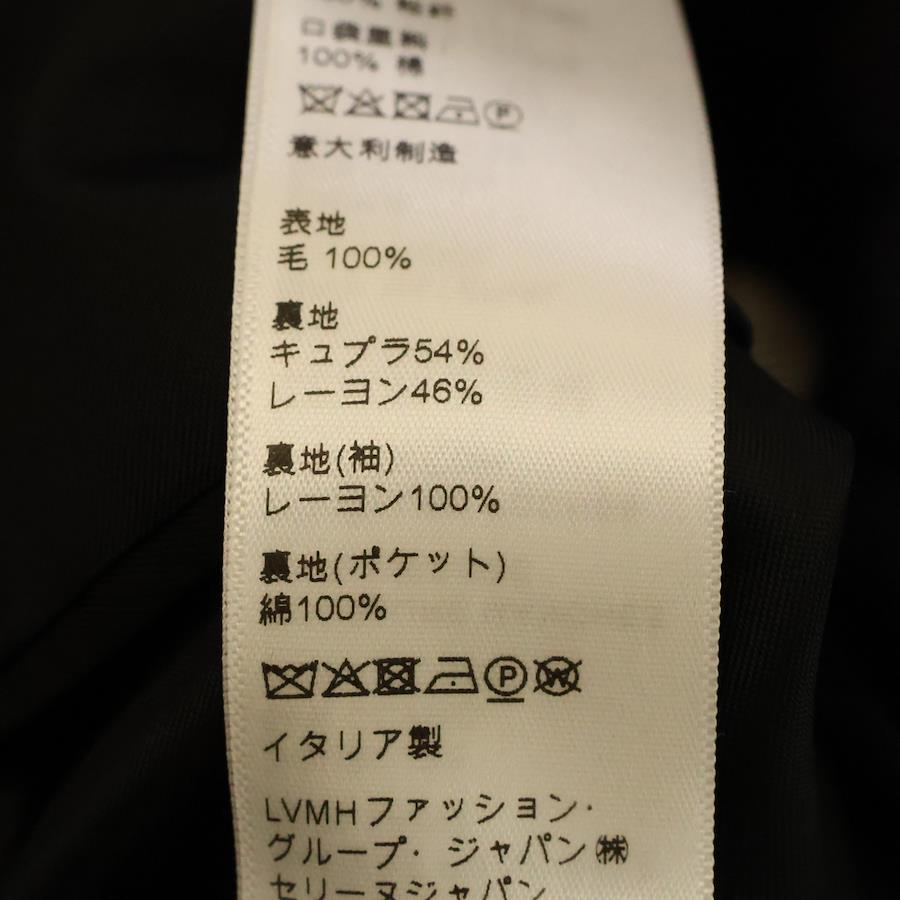 口袋里料
100% 棉
意大利制造
表地
毛 100%
裏地
キュプラ54%
レーヨン46%
裏地(袖)
レーヨン100%
裏地(ポケット)
綿100%
P W
イタリア製
LVMHファッション・
グループ・ジャパン㈱
セリーヌジャパン